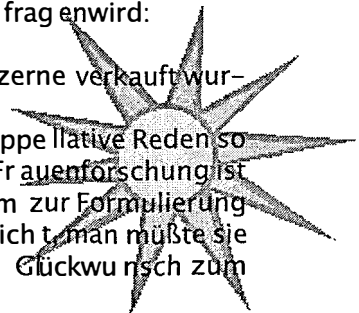 frag enwird:
zerne verkauft wur–
ppe llative Reden so
Fr auenforschung ist
m zur Formulierung
ich t, man müßte sie
Glückwu nsch zum